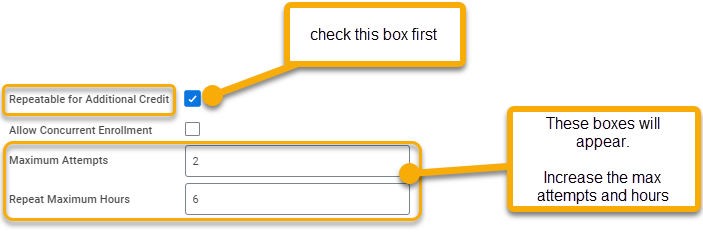 check this box first
Repeatable for Additional Credit
Allow Concurrent Enrollment
Maximum Attempts
2
Repeat Maximum Hours
6
These boxes will
appear.
Increase the max
attempts and hours